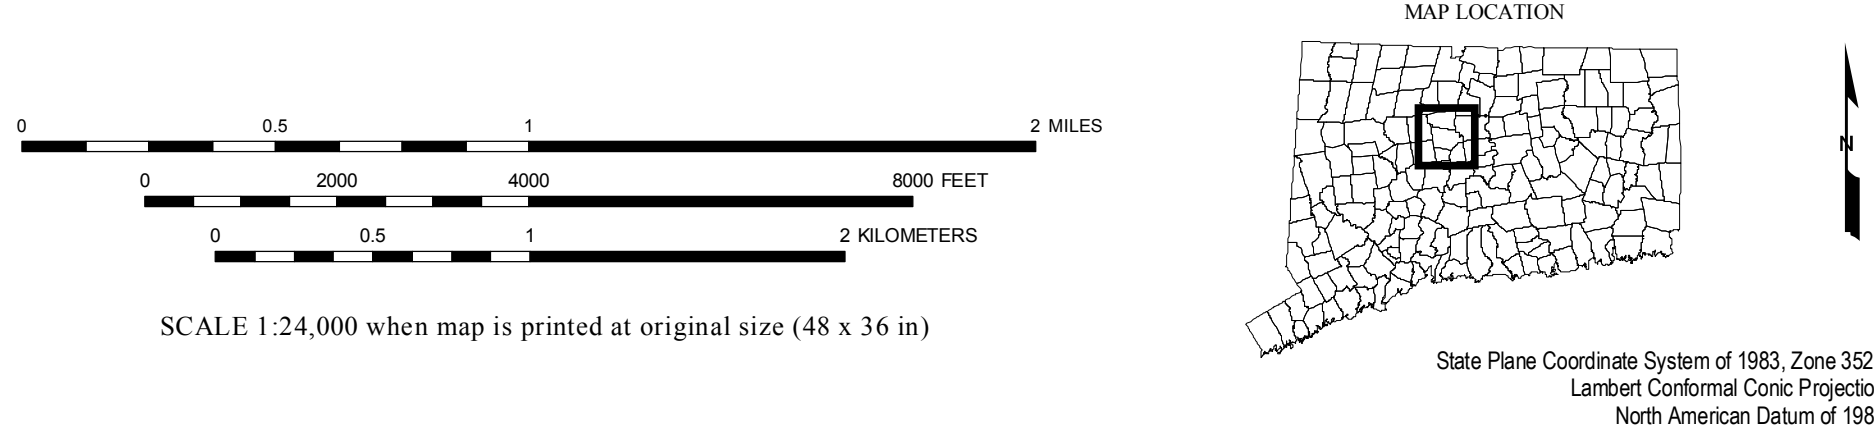 MAP LOCATION
0 0.5 1 2 MILES
0 2000 4000 8000 FEET
0 0.5 1 2 KILOMETERS
N
SCALE 1:24,000 when map is printed at original size (48 x 36 in)
State Plane Coordinate System of 1983, Zone 352
Lambert Conformal Conic Projectio
North American Datum of 198